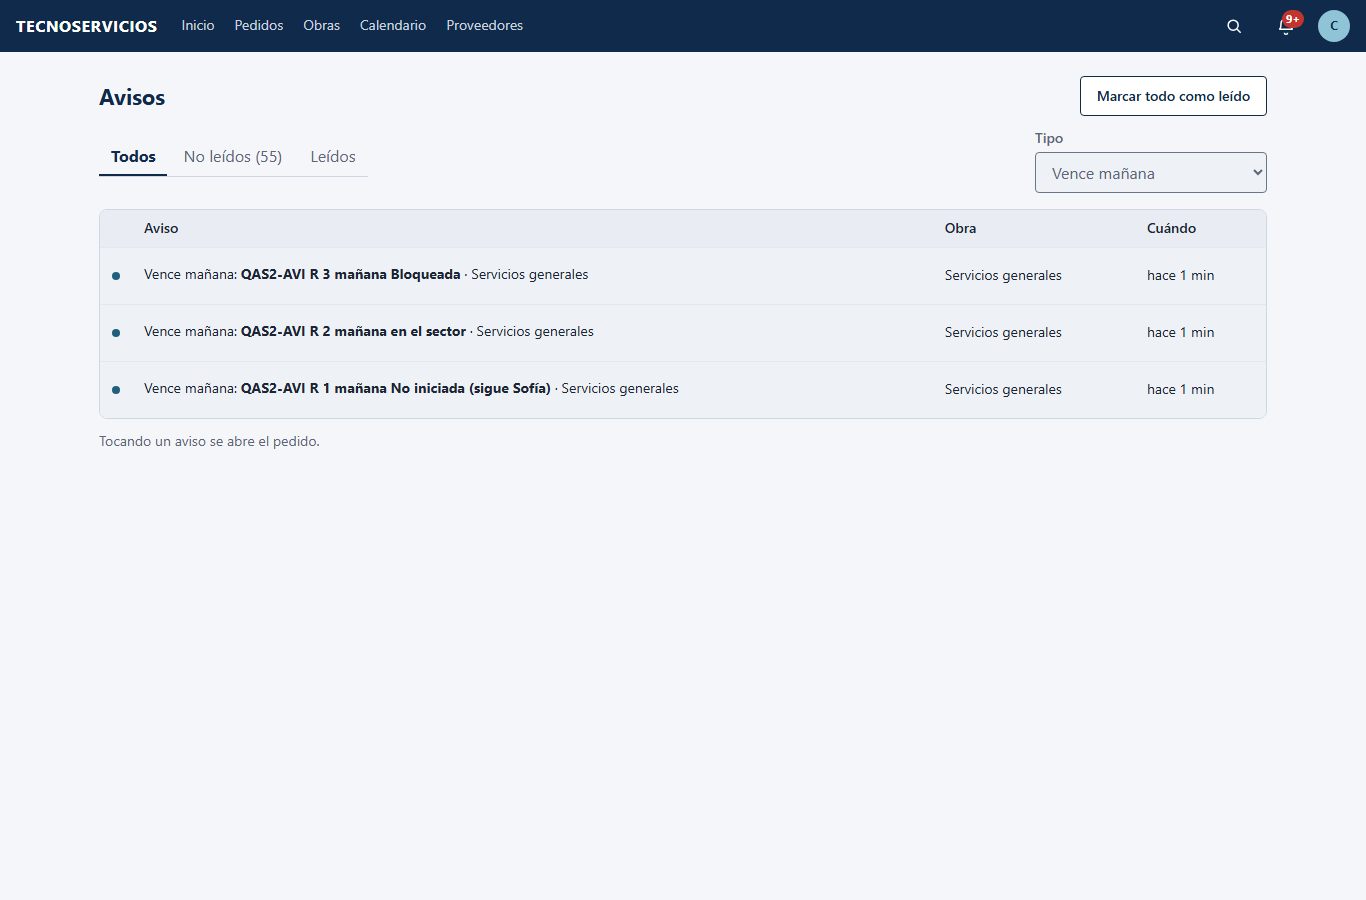 TECNOSERVICIOS Inicio Pedidos Obras Calendario Proveedores 9+ C
Avisos Marcar todo como leído
Tipo
Todos No leídos (55) Leídos
Vence mañana
Aviso Obra Cuándo
Vence mañana: QAS2-AVI R 3 mañana Bloqueada · Servicios generales Servicios generales hace 1 min
Vence mañana: QAS2-AVI R 2 mañana en el sector · Servicios generales Servicios generales hace 1 min
Vence mañana: QAS2-AVI R 1 mañana No iniciada (sigue Sofía) · Servicios generales Servicios generales hace 1 min
Tocando un aviso se abre el pedido.